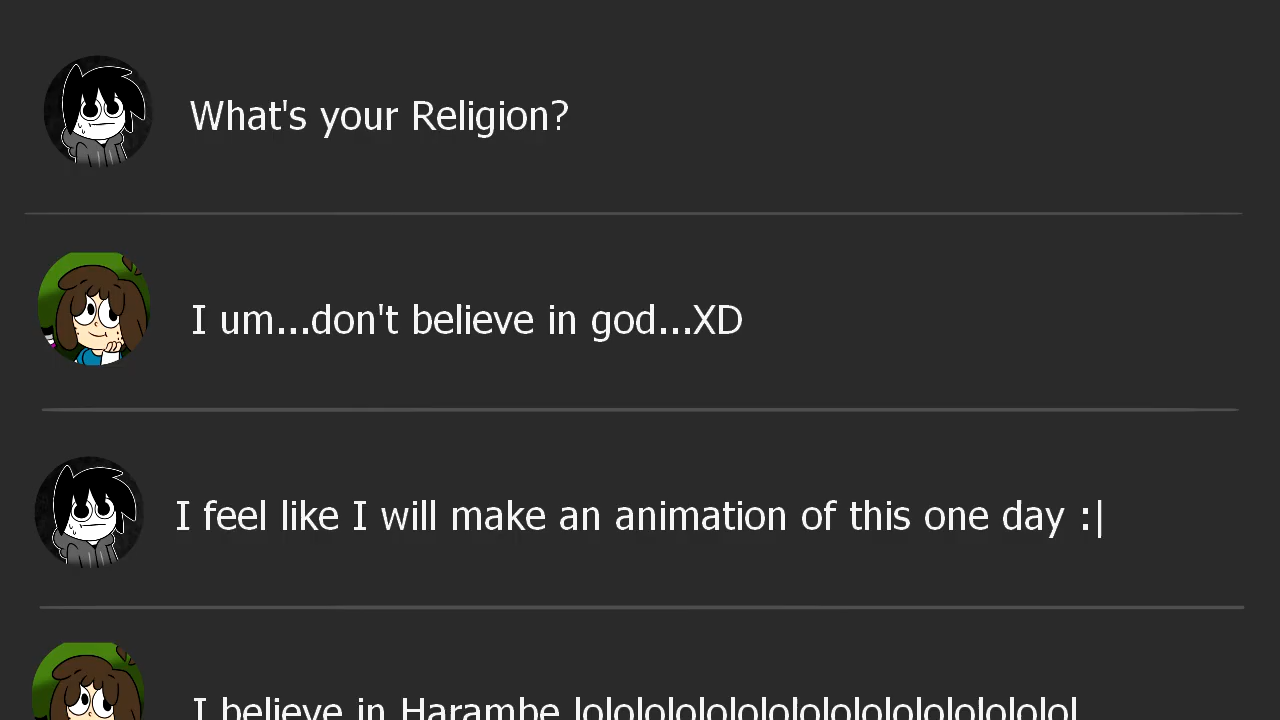 What's your Religion?
I um...don't believe in god...XD
I feel like I will make an animation of this one day :|
I believe in Harambe lolololololololololololololololol